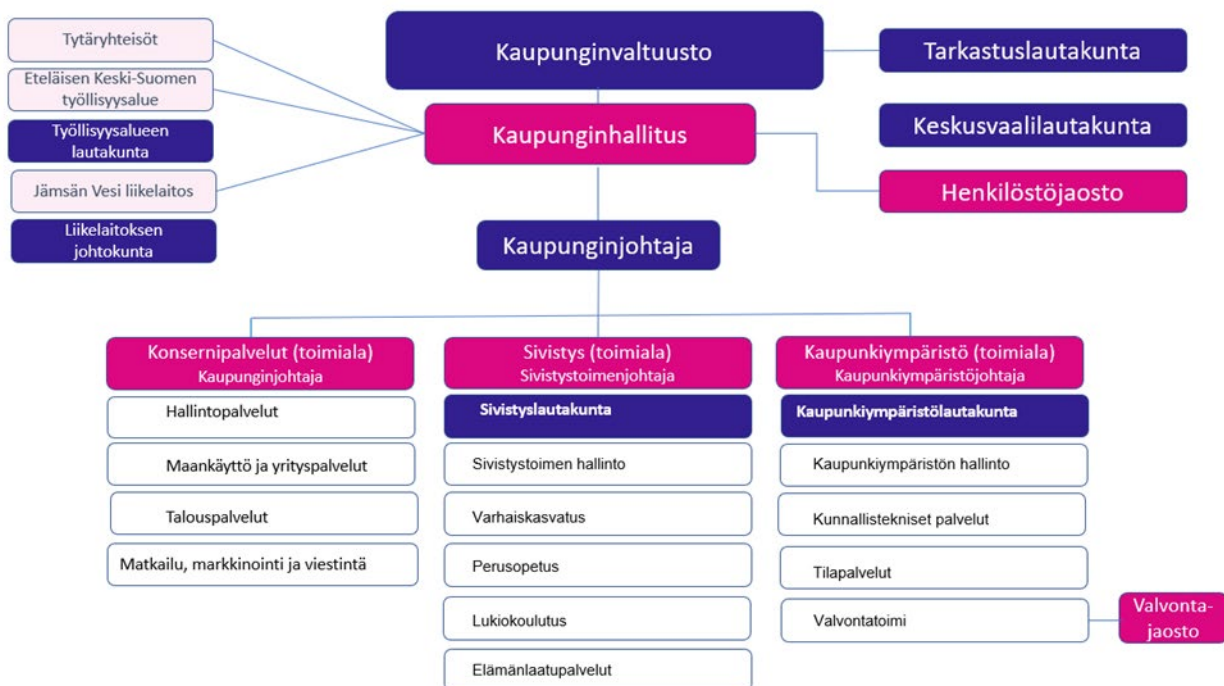 Tytäryhteisöt
Eteläisen Keski-Suomen
työllisyysalue
Työllisyysalueen
lautakunta
Jämsän Vesi liikelaitos
Liikelaitoksen
johtokunta
Kaupunginvaltuusto
Kaupunginhallitus
Kaupunginjohtaja
Tarkastuslautakunta
Keskusvaalilautakunta
Henkilöstöjaosto
Konsernipalvelut (toimiala)
Kaupunginjohtaja
Hallintopalvelut
Maankäyttö ja yrityspalvelut
Talouspalvelut
Matkailu, markkinointi ja viestintä
Sivistys (toimiala)
Sivistystoimenjohtaja
Sivistyslautakunta
Sivistystoimen hallinto
Varhaiskasvatus
Perusopetus
Lukiokoulutus
Elämänlaatupalvelut
Kaupunkiympäristö (toimiala)
Kaupunkiympäristöjohtaja
Kaupunkiympäristölautakunta
Kaupunkiympäristön hallinto
Kunnallistekniset palvelut
Tilapalvelut
Valvontatoimi
Valvonta-
jaosto